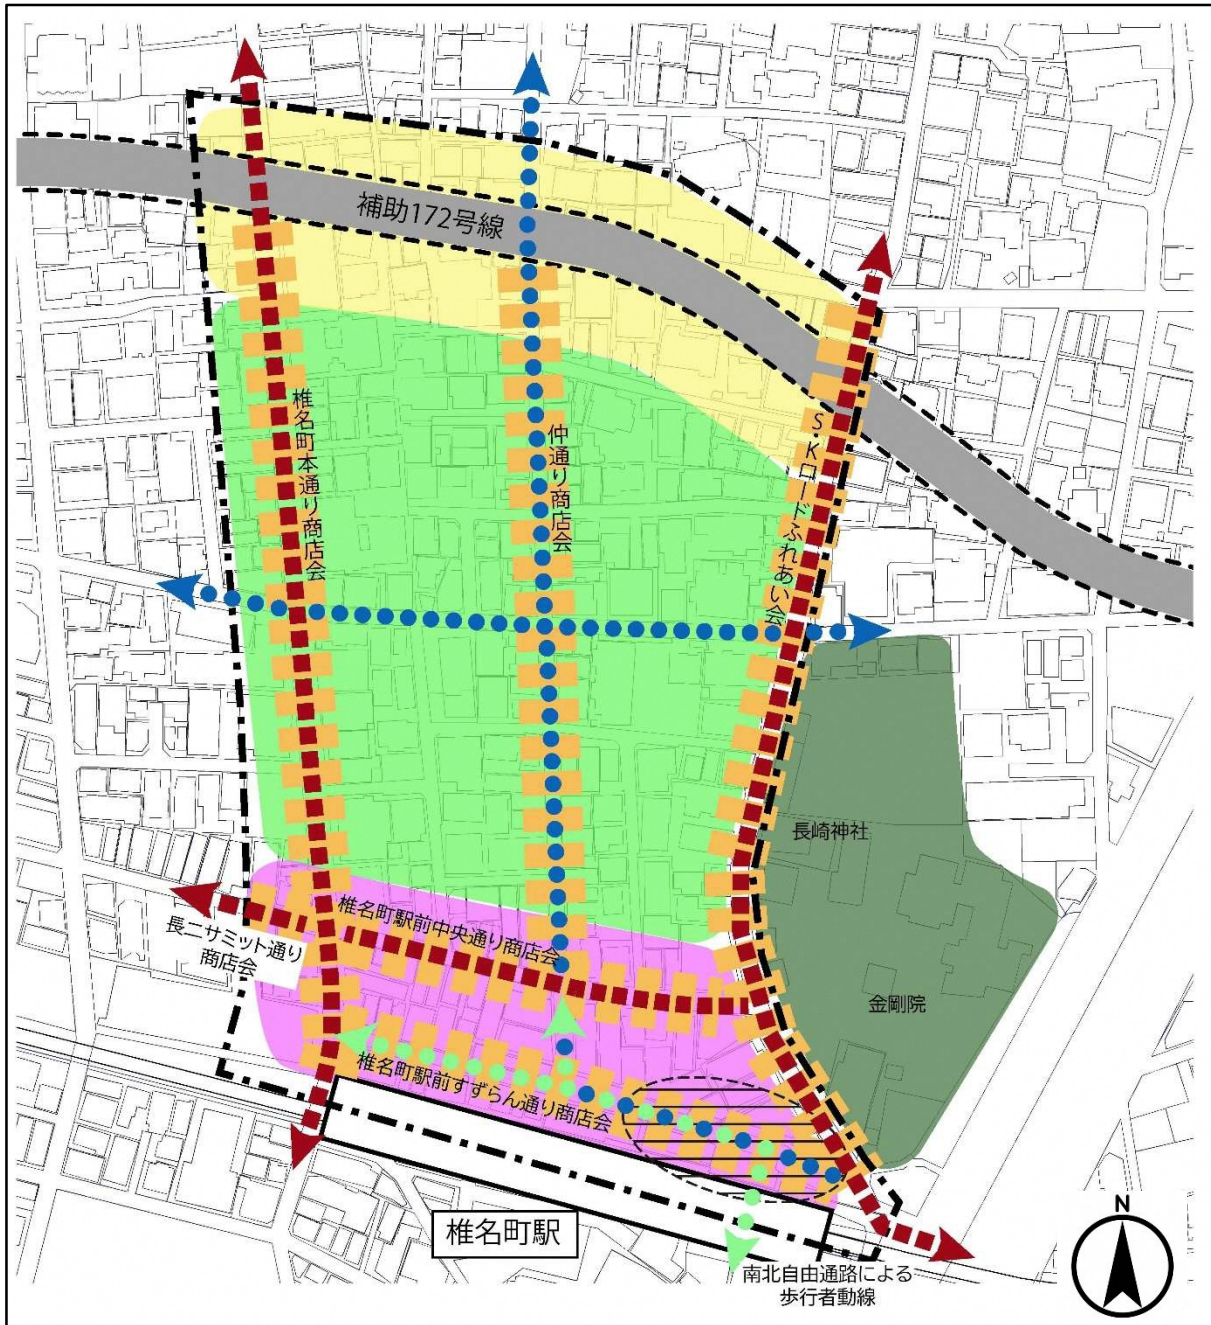 補助172号線
椎名町本通り商店会
仲通り商店会
S.Kロードふれあい会
長崎神社
椎名町駅前中央通り商店会
長二サミット通り
商店会
金剛院
椎名町駅前すずらん通り商店会
椎名町駅
南北自由通路による
歩行者動線
N